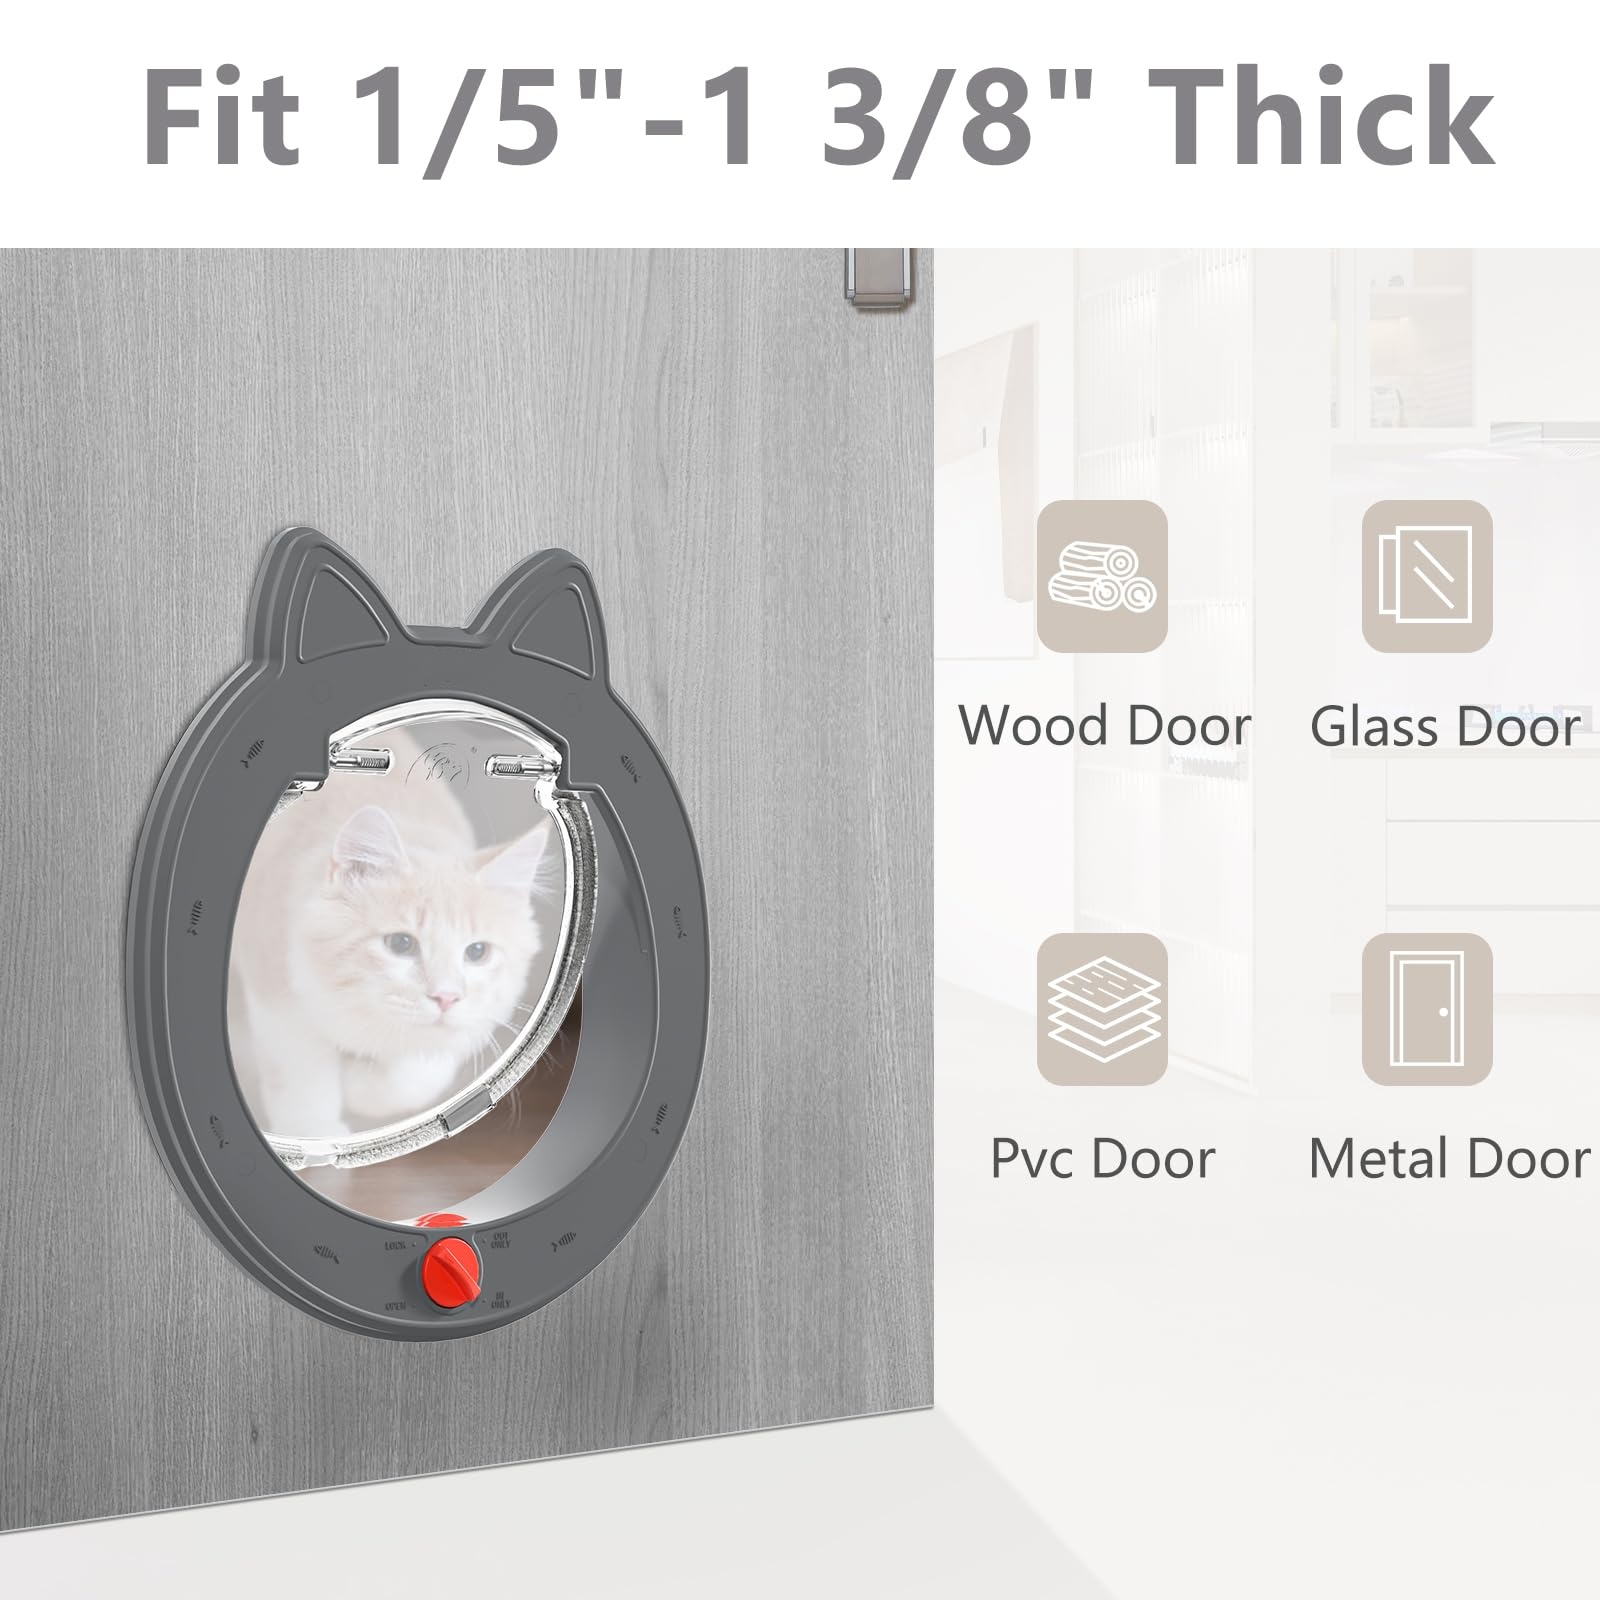 Fit 1/5"-1 3/8" Thick
Wood Door
Glass Door
Pvc Door
Metal Door
LOCK
OUT
ONLY
OPEN
IN
ONLY